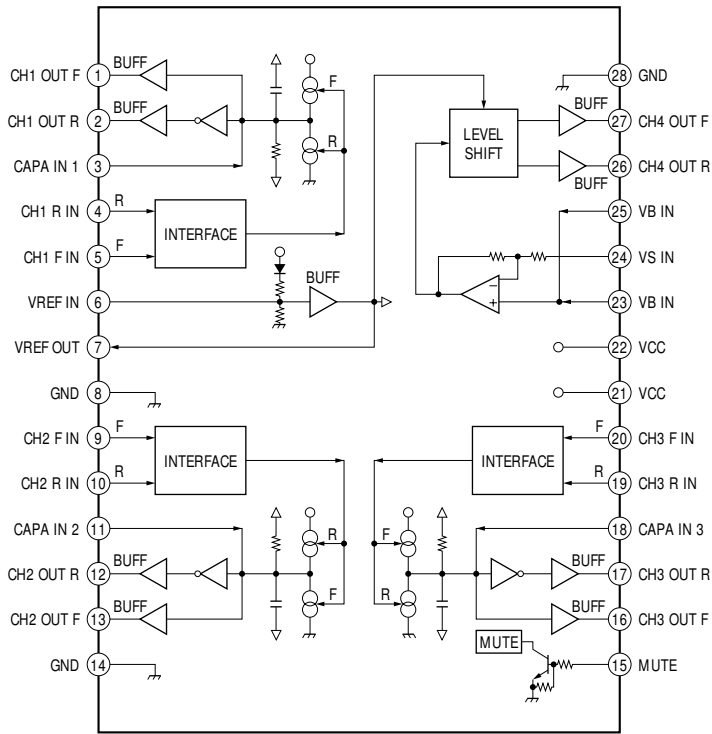 CH1 OUT F 1 BUFF
CH1 OUT R 2 BUFF
CAPA IN 1 3
CH1 R IN 4 R
CH1 F IN 5 F
INTERFACE
F
R
VREF IN 6
BUFF
VREF OUT 7
GND 8
CH2 F IN 9 F
CH2 R IN 10 R
INTERFACE
CAPA IN 2 11
CH2 OUT R 12 BUFF
CH2 OUT F 13 BUFF
R
F
GND 14
28 GND
BUFF 27 CH4 OUT F
26 CH4 OUT R
BUFF
LEVEL
SHIFT
25 VB IN
24 VS IN
23 VB IN
−
+
22 VCC
21 VCC
F 20 CH3 F IN
R 19 CH3 R IN
INTERFACE
18 CAPA IN 3
F
R
BUFF 17 CH3 OUT R
BUFF 16 CH3 OUT F
MUTE
15 MUTE